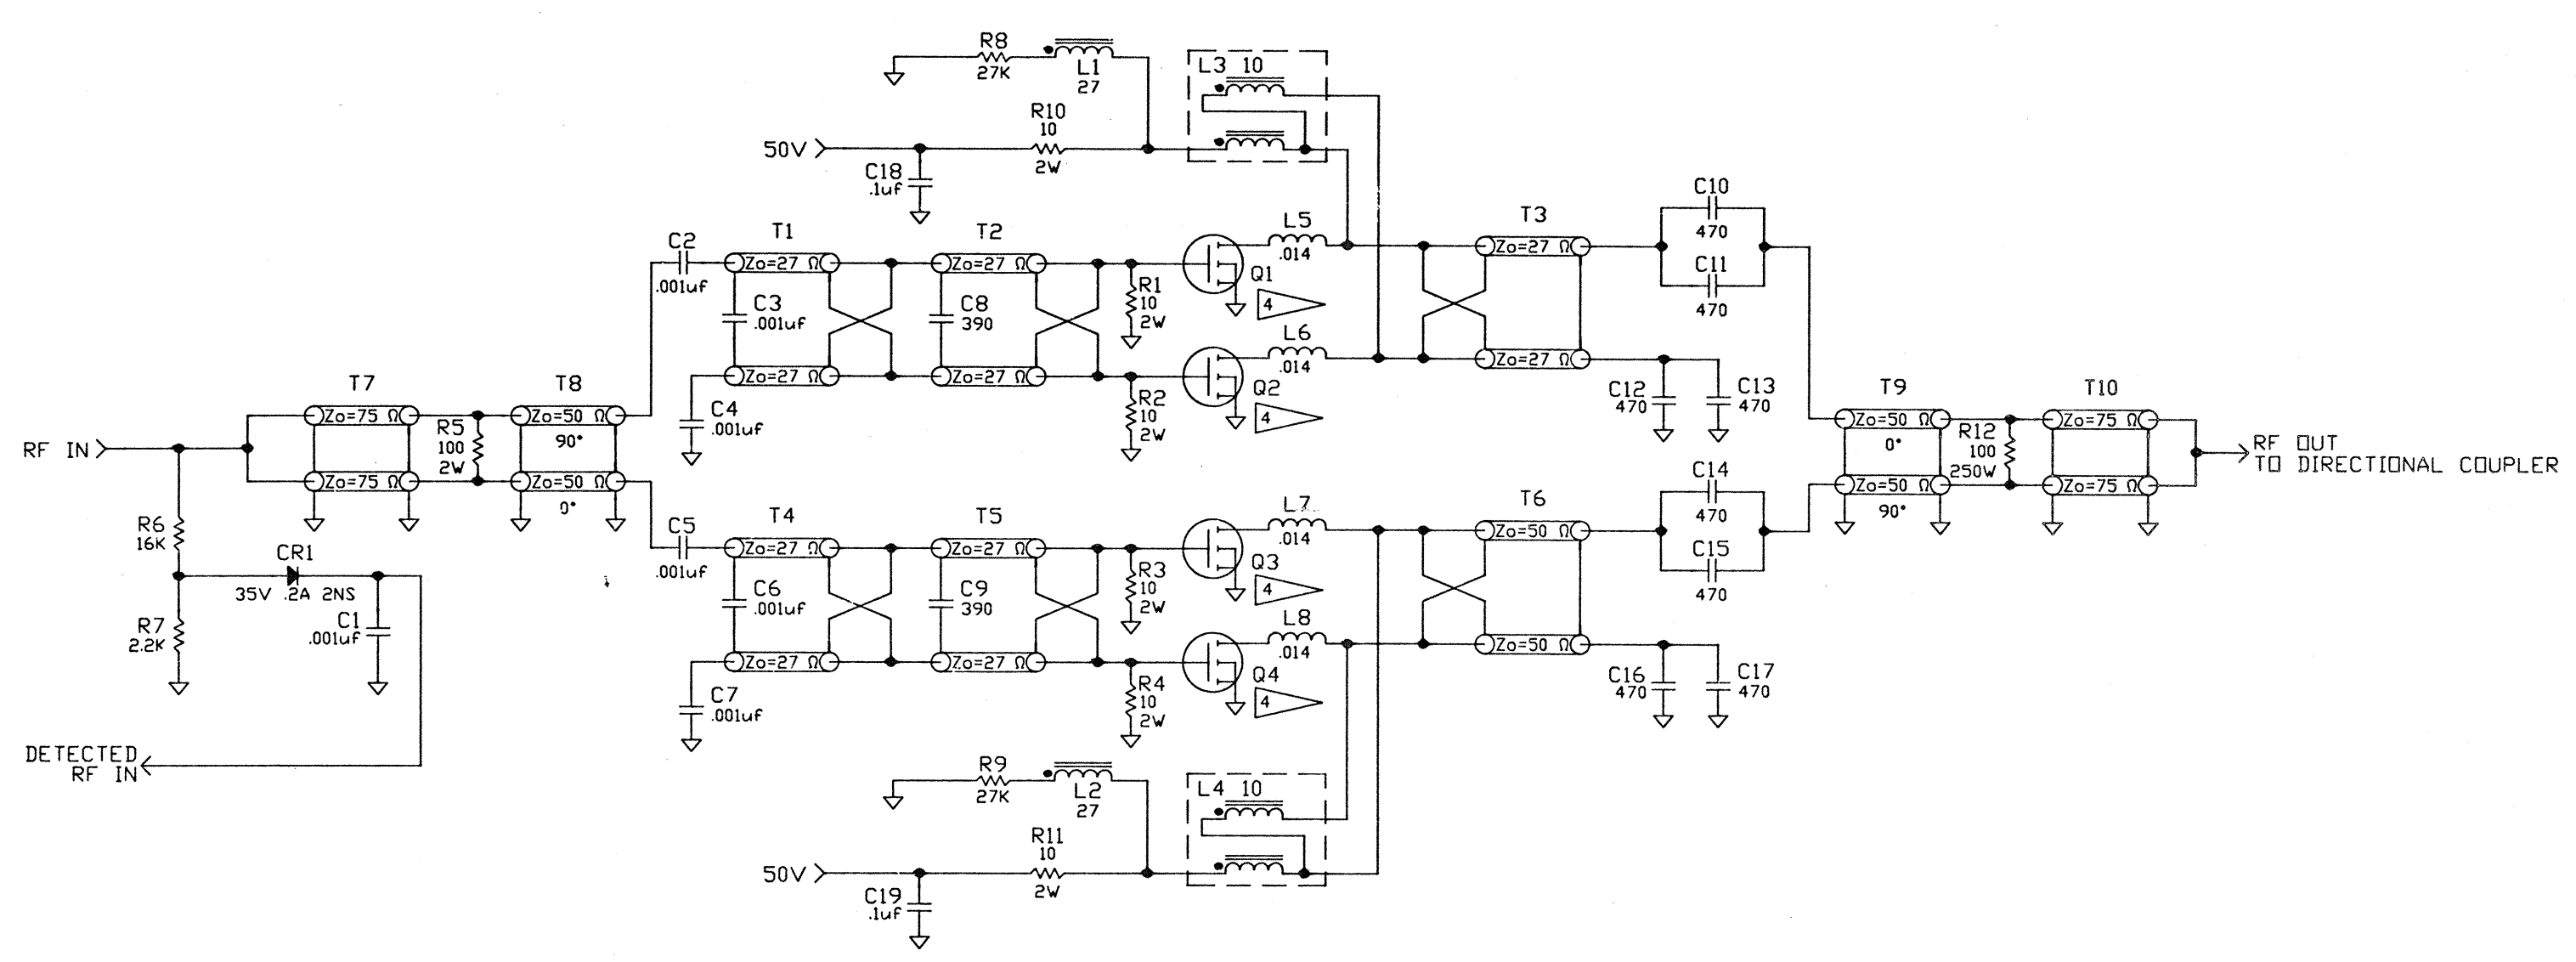 R8
27K
L1
27
L3 10
R10
10
2W
50V
C18
.1uf
C10
470
C11
470
C2
.001uf
T1
Zo=27 Ω
C3
.001uf
Zo=27 Ω
T2
Zo=27 Ω
C8
390
Zo=27 Ω
R1
10
2W
L5
.014
Q1
4
L6
.014
Q2
4
T3
Zo=27 Ω
Zo=27 Ω
C4
.001uf
R2
10
2W
C12
470
C13
470
RF IN
T7
Zo=75 Ω
Zo=75 Ω
R5
100
2W
T8
Zo=50 Ω
90°
Zo=50 Ω
0°
T9
Zo=50 Ω
0°
Zo=50 Ω
90°
R12
100
250W
T10
Zo=75 Ω
Zo=75 Ω
RF OUT
TO DIRECTIONAL COUPLER
R6
16K
CR1
35V .2A 2NS
R7
2.2K
C1
.001uf
DETECTED
RF IN
C5
.001uf
T4
Zo=27 Ω
C6
.001uf
Zo=27 Ω
T5
Zo=27 Ω
C9
390
Zo=27 Ω
R3
10
2W
L7
.014
Q3
4
L8
.014
Q4
4
T6
Zo=50 Ω
Zo=50 Ω
C14
470
C15
470
C7
.001uf
R4
10
2W
C16
470
C17
470
R9
27K
L2
27
L4 10
R11
10
2W
50V
C19
.1uf